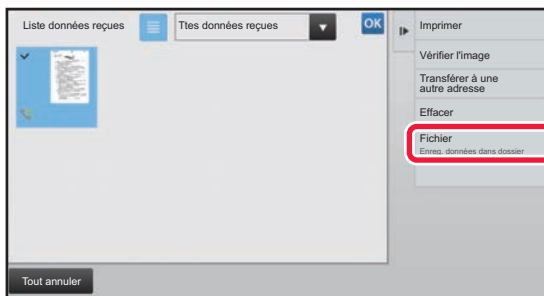 Liste données reçues
Ttes données reçues
OK
Imprimer
Vérifier l'image
Transférer à une
autre adresse
Effacer
Fichier
Enreg. données dans dossier
Tout annuler